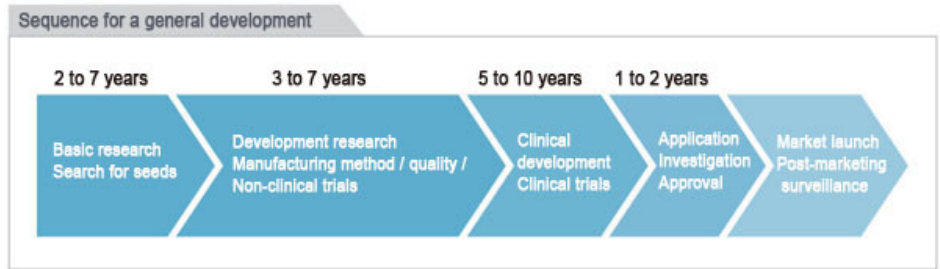 Sequence for a general development
2 to 7 years
3 to 7 years
5 to 10 years
1 to 2 years
Basic research
Search for seeds
Development research
Manufacturing method / quality /
Non-clinical trials
Clinical
development
Clinical trials
Application
Investigation
Approval
Market launch
Post-marketing
surveillance